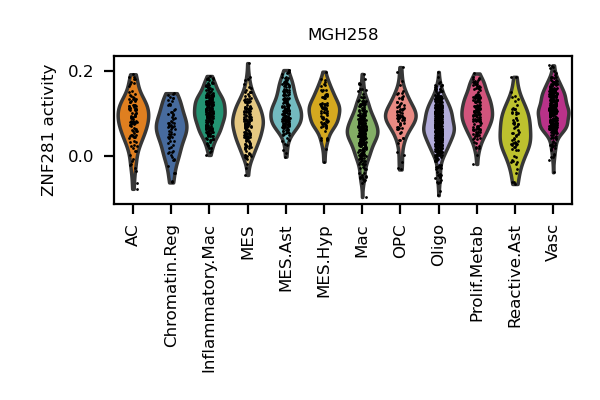 MGH258
ZNF281 activity
0.2
0.0
AC
Chromatin.Reg
Inflammatory.Mac
MES
MES.Ast
MES.Hyp
Mac
OPC
Oligo
Prolif.Metab
Reactive.Ast
Vasc